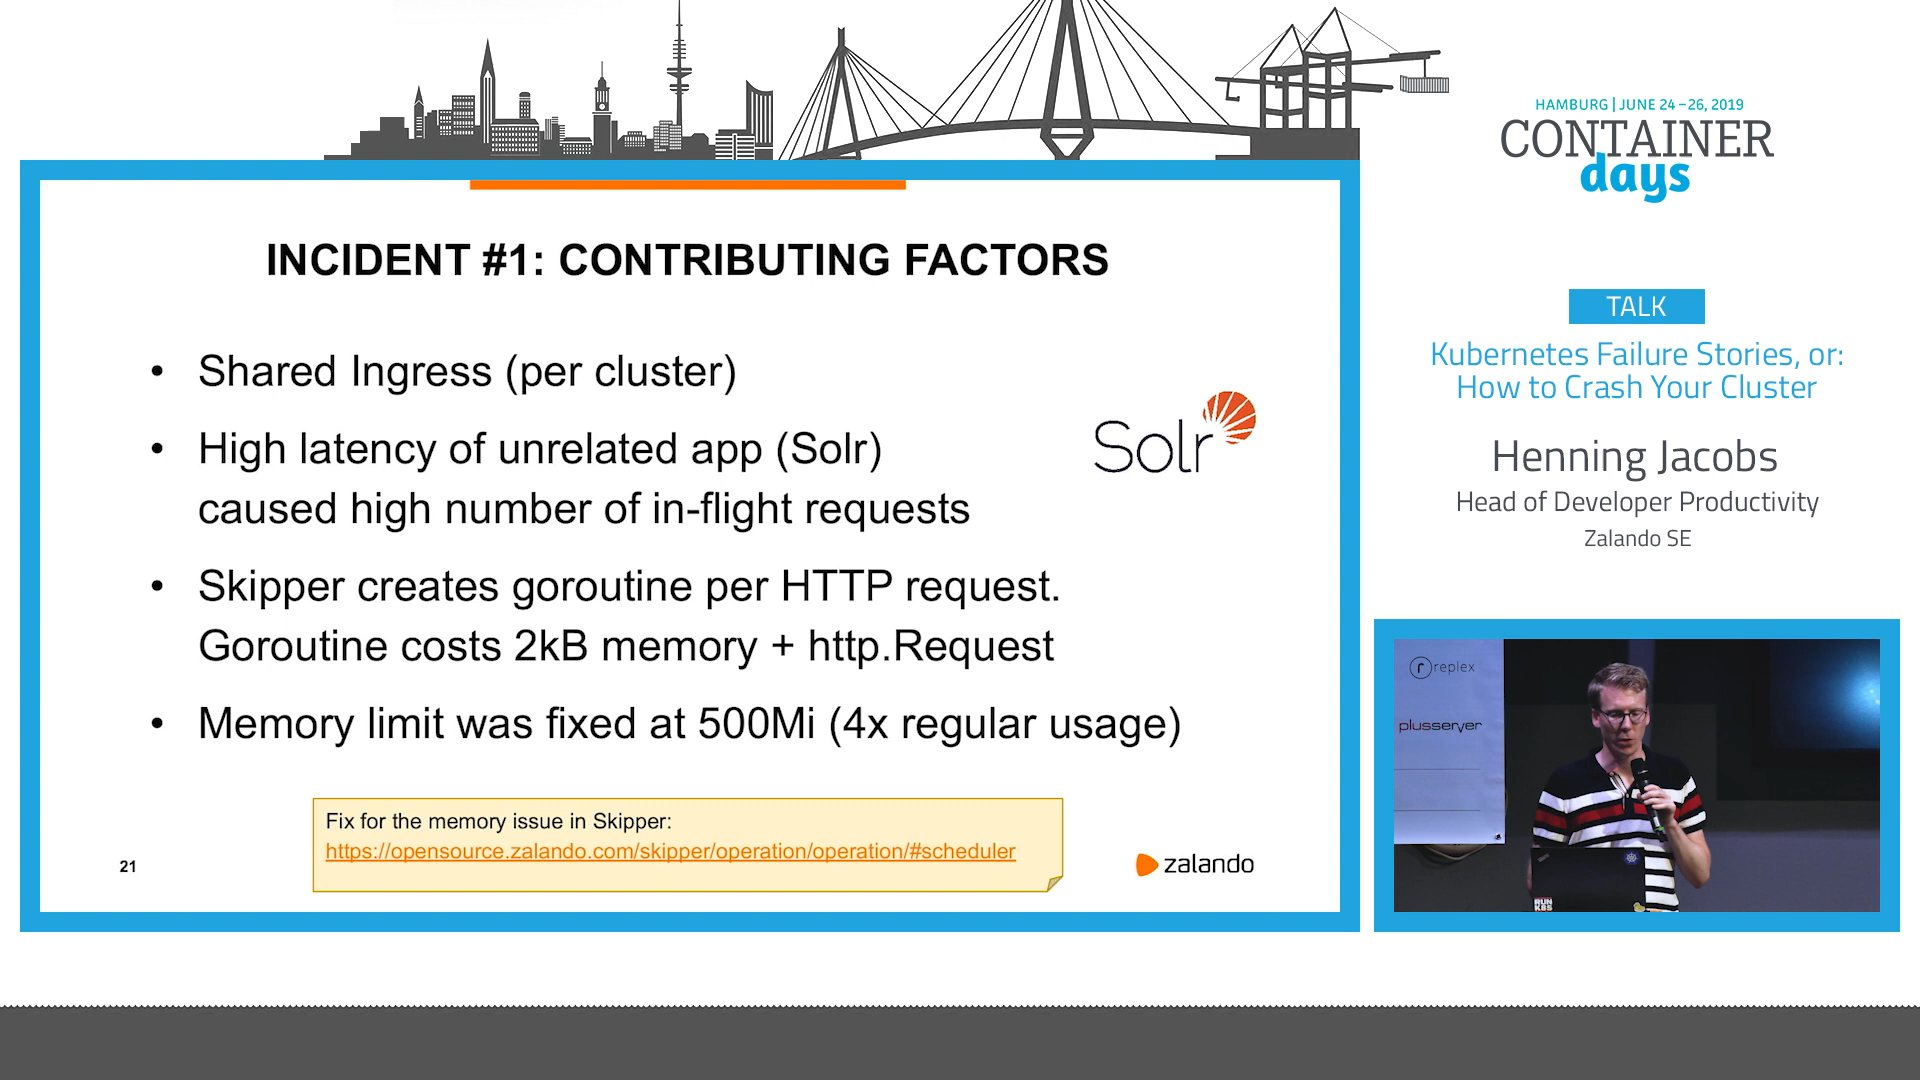 HAMBURG | JUNE 24–26, 2019
CONTAINER
days
INCIDENT #1: CONTRIBUTING FACTORS
• Shared Ingress (per cluster)
• High latency of unrelated app (Solr)
caused high number of in-flight requests
Solr
• Skipper creates goroutine per HTTP request.
Goroutine costs 2kB memory + http.Request
• Memory limit was fixed at 500Mi (4x regular usage)
Fix for the memory issue in Skipper:
https://opensource.zalando.com/skipper/operation/operation/#scheduler
21
zalando
TALK
Kubernetes Failure Stories, or:
How to Crash Your Cluster
Henning Jacobs
Head of Developer Productivity
Zalando SE
r replex
plusserver
RUN
K8S